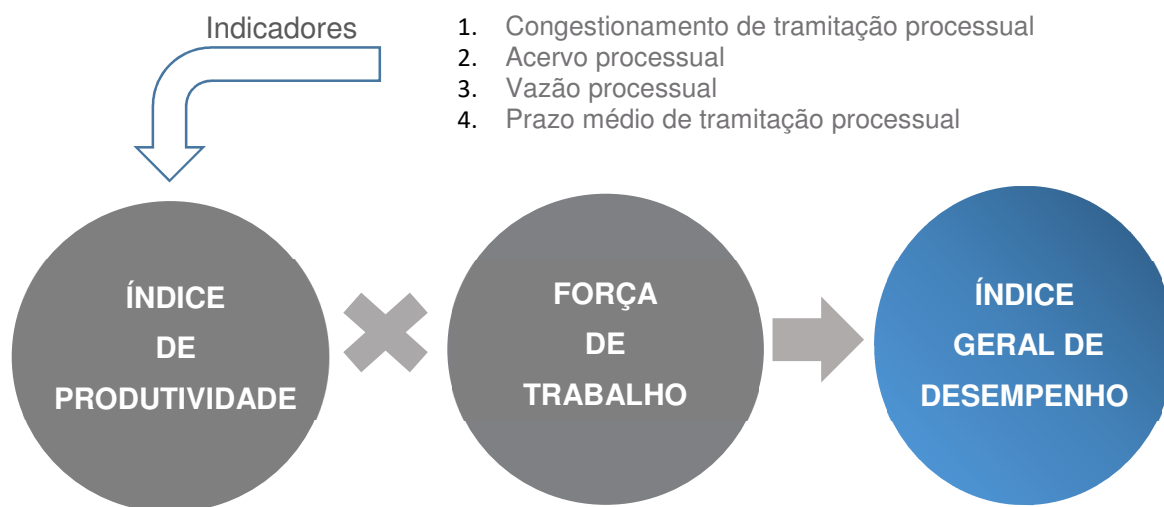 Indicadores
1. Congestionamento de tramitação processual
2. Acervo processual
3. Vazão processual
4. Prazo médio de tramitação processual
ÍNDICE
DE
PRODUTIVIDADE
FORÇA
DE
TRABALHO
ÍNDICE
GERAL DE
DESEMPENHO